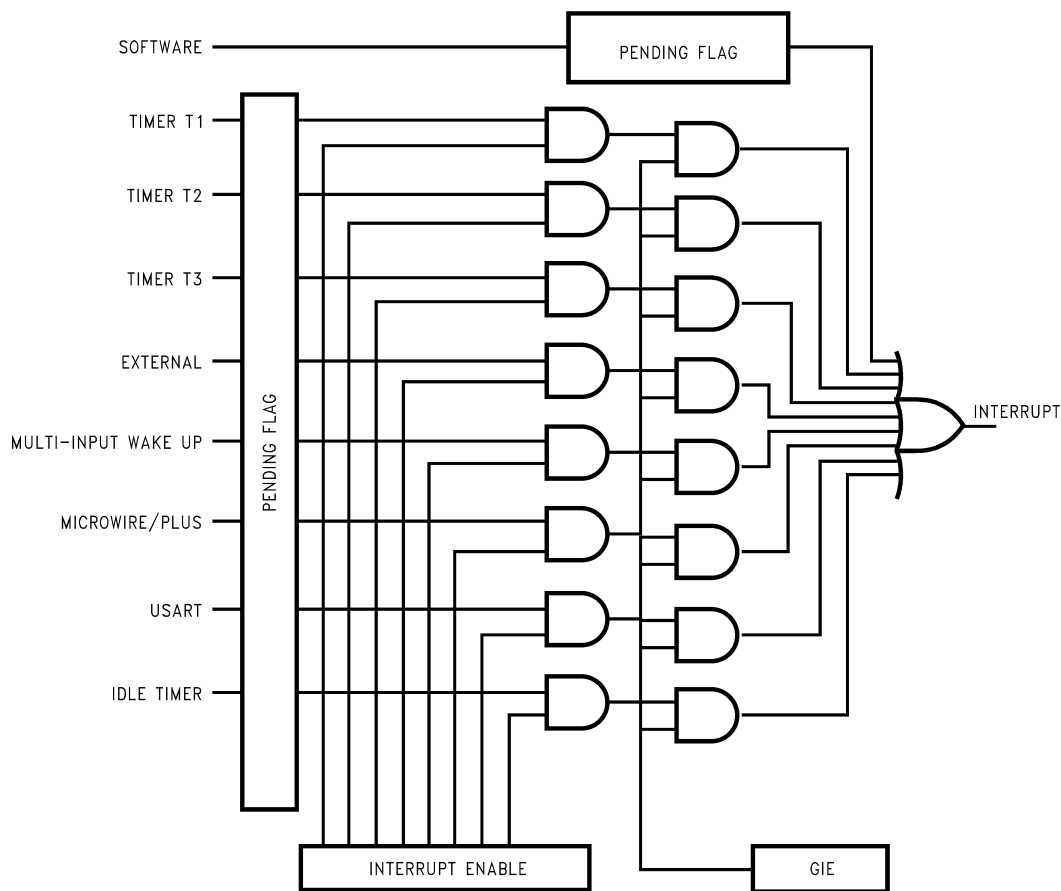 SOFTWARE
PENDING FLAG
TIMER T1
TIMER T2
TIMER T3
EXTERNAL
INTERRUPT
MULTI-INPUT WAKE UP
PENDING FLAG
MICROWIRE/PLUS
USART
IDLE TIMER
INTERRUPT ENABLE
GIE